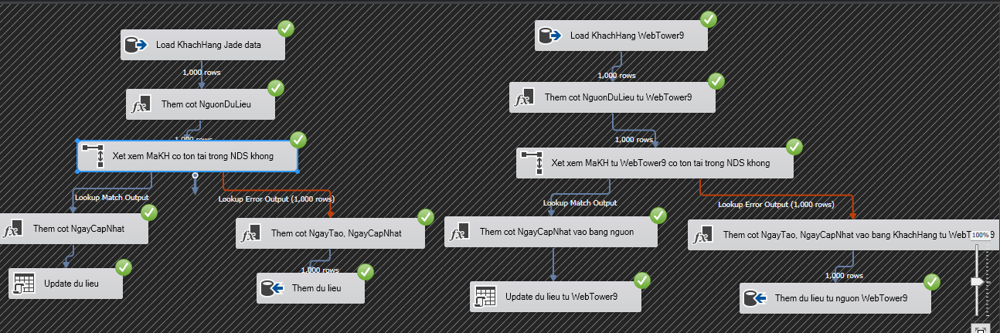 Load KhachHang Jade data
1,000 rows
Them cot NguonDuLieu
1,000 rows
Xet xem MaKH co ton tai trong NDS khong
Lookup Match Output
Lookup Error Output (1,000 rows)
Them cot NgayCapNhat
Them cot NgayTao, NgayCapNhat
1,000 rows
Update du lieu
Them du lieu
Load KhachHang WebTower9
1,000 rows
Them cot NguonDuLieu tu WebTower9
1,000 rows
Xet xem MaKH tu WebTower9 co ton tai trong NDS khong
Lookup Match Output
Lookup Error Output (1,000 rows)
Them cot NgayCapNhat vao bang nguon
Them cot NgayTao, NgayCapNhat vao bang KhachHang tu WebT 9
100%
1,000 rows
Update du lieu tu WebTower9
Them du lieu tu nguon WebTower9